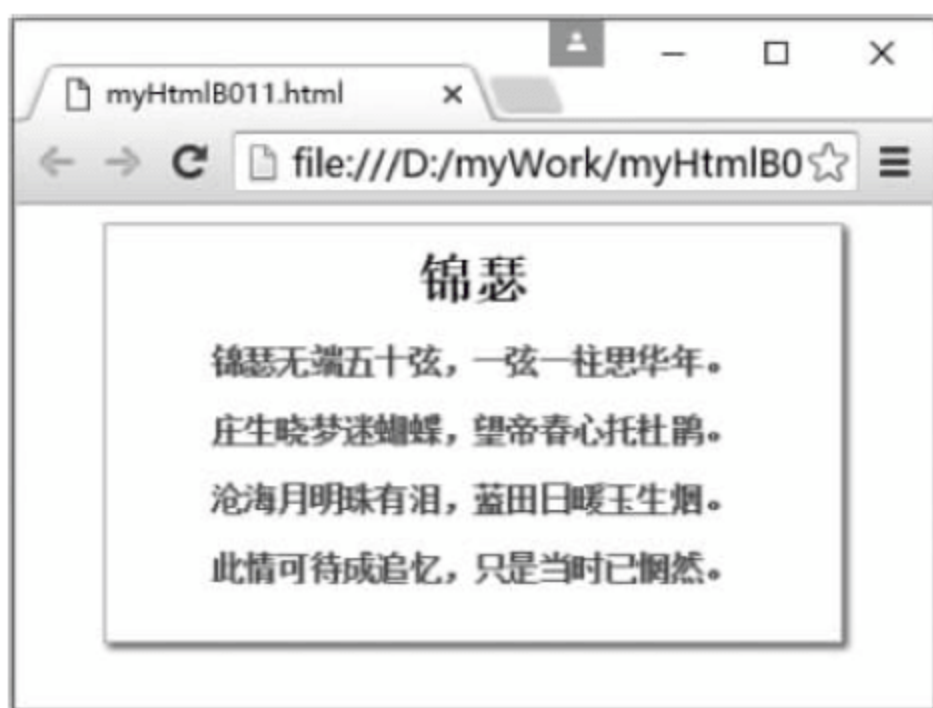 myHtmlB011.html
file:///D:/myWork/myHtmlB0
锦瑟
锦瑟无端五十弦，一弦一柱思华年。
庄生晓梦迷蝴蝶，望帝春心托杜鹃。
沧海月明珠有泪，蓝田日暖玉生烟。
此情可待成追忆，只是当时已惘然。